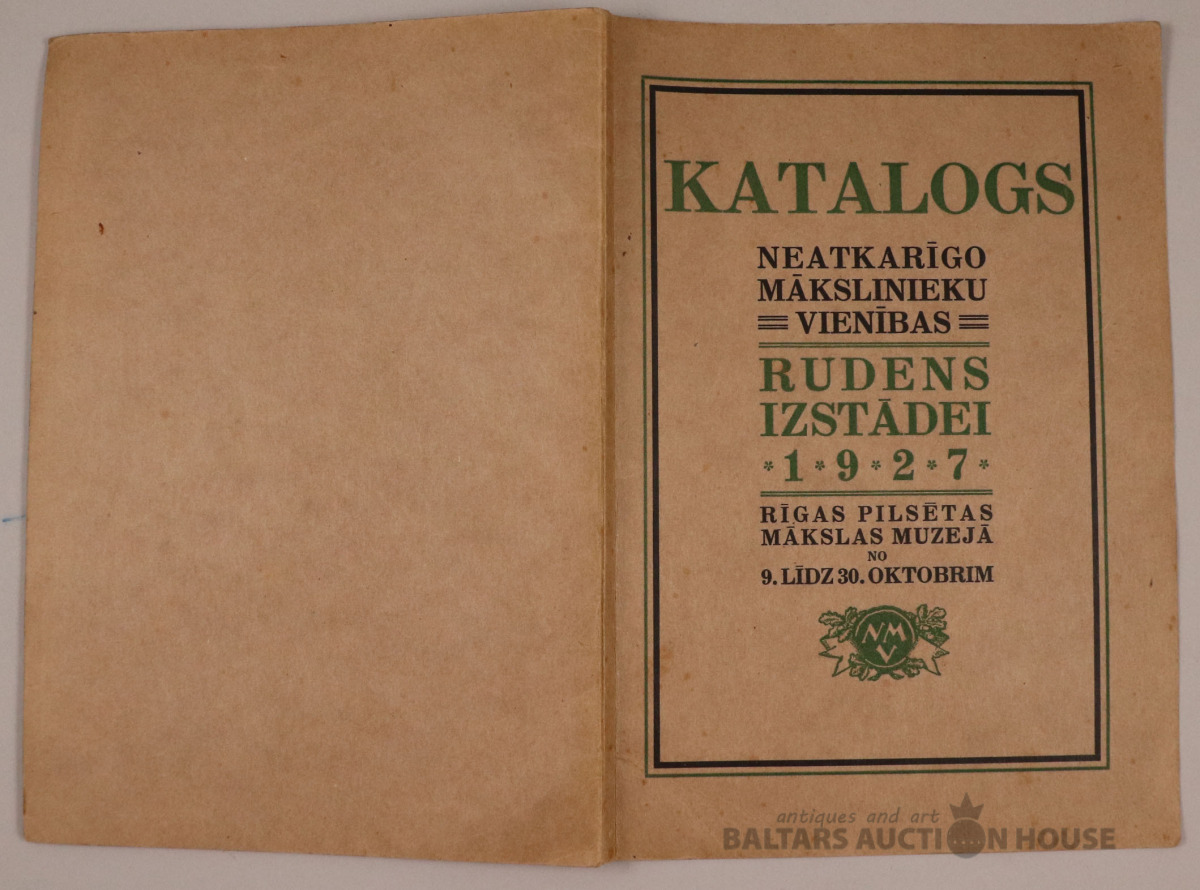 KATALOGS
NEATKARĪGO
MĀKSLINIEKU
VIENĪBAS
RUDENS
IZSTĀDEI
* 1 * 9 * 2 * 7 *
RĪGAS PILSĒTAS
MĀKSLAS MUZEJĀ
NO
9. LĪDZ 30. OKTOBRIM
NMV
antiques and art
BALTARS AUCTION HOUSE